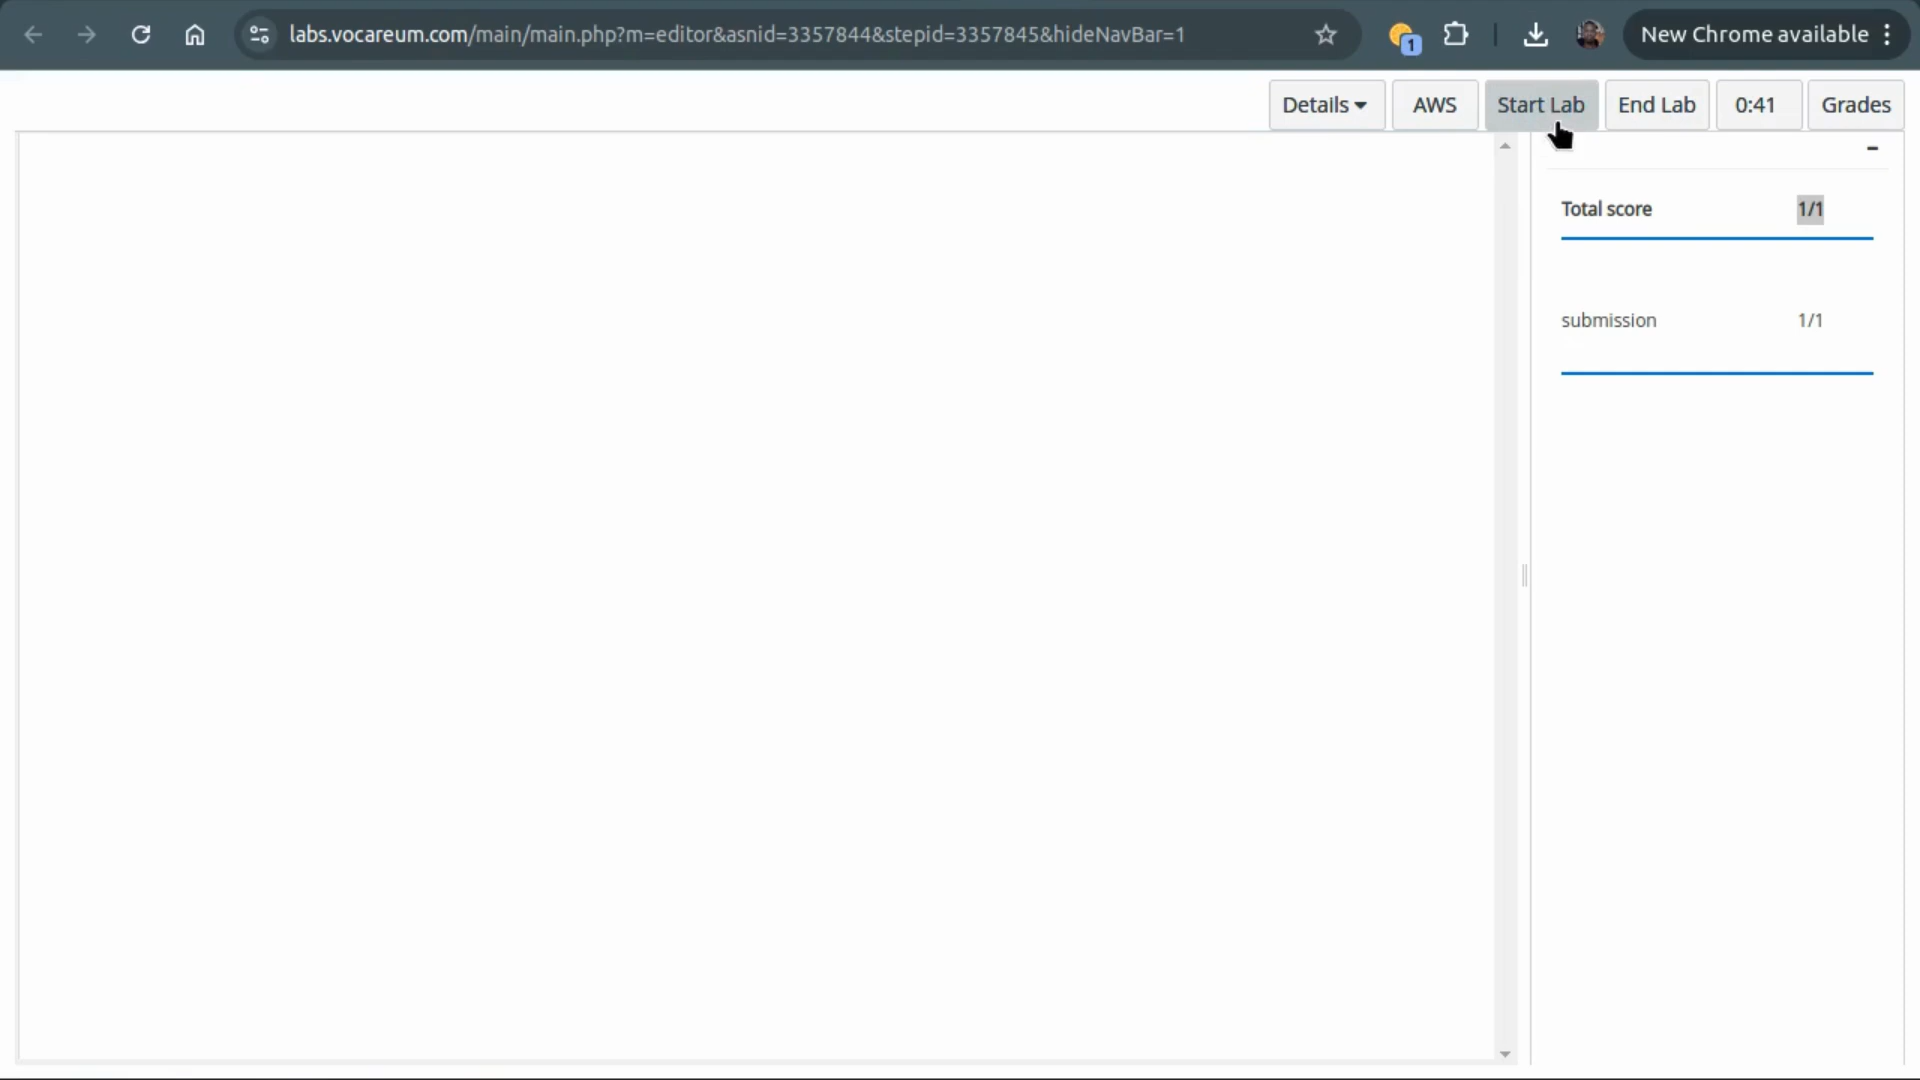 labs.vocareum.com/main/main.php?m=editor&asnid=3357844&stepid=3357845&hideNavBar=1
1
New Chrome available
Details
AWS
Start Lab
End Lab
0:41
Grades
Total score 1/1
submission 1/1